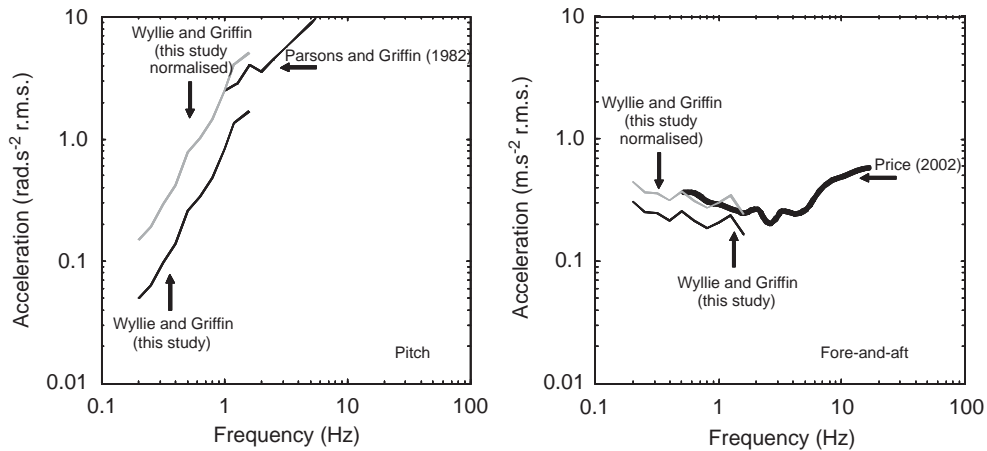 10
1.0
0.1
0.01
0.1
1
10
100
Acceleration (rad.s-2 r.m.s.)
Frequency (Hz)
Wyllie and Griffin
(this study
normalised)
Parsons and Griffin (1982)
Wyllie and Griffin
(this study)
Pitch
10
1.0
0.1
0.01
0.1
1
10
100
Acceleration (m.s-2 r.m.s.)
Frequency (Hz)
Wyllie and Griffin
(this study
normalised)
Price (2002)
Wyllie and Griffin
(this study)
Fore-and-aft